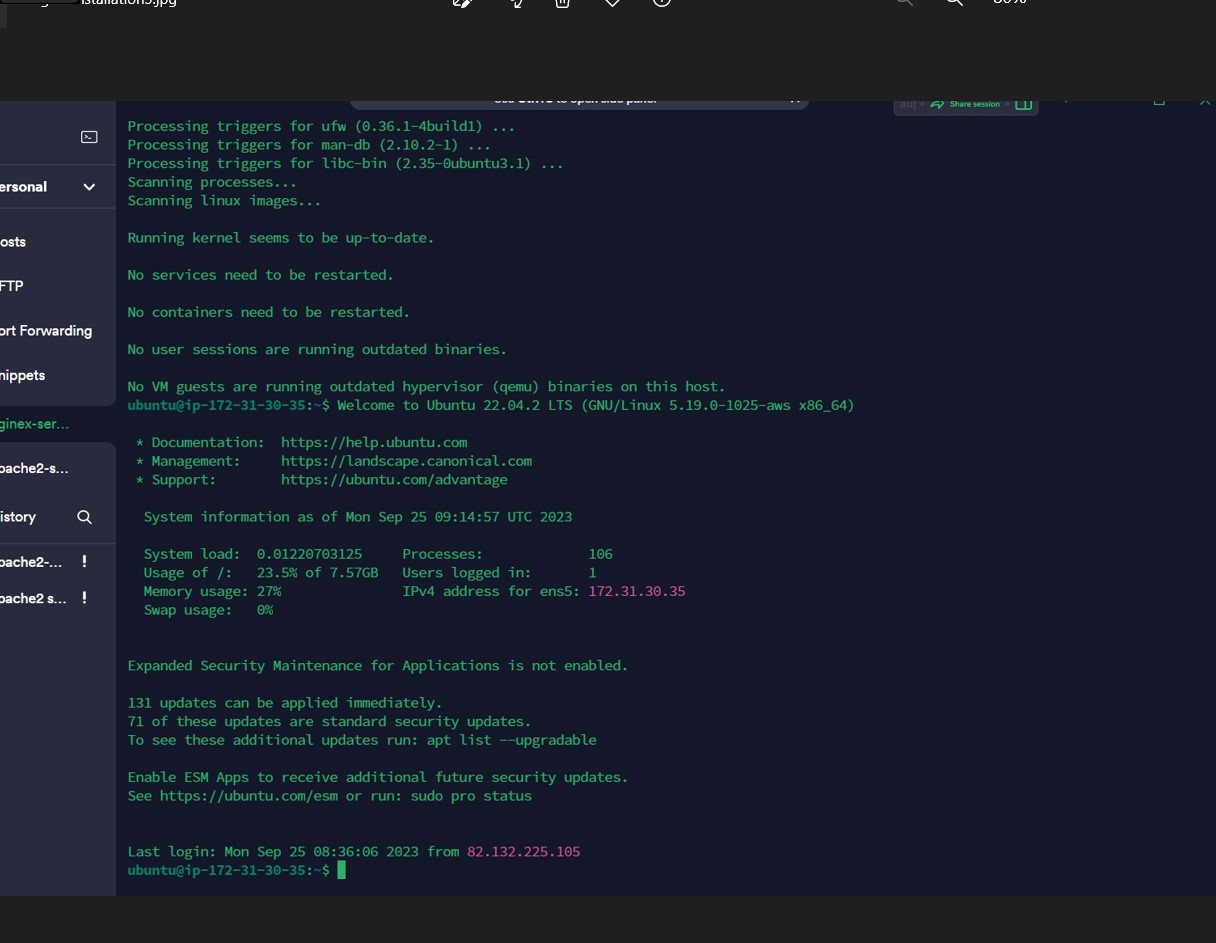 80%
Share session
Processing triggers for ufw (0.36.1-4build1) ...
Processing triggers for man-db (2.10.2-1) ...
Processing triggers for libc-bin (2.35-0ubuntu3.1) ...
Scanning processes...
Scanning linux images...
Running kernel seems to be up-to-date.
No services need to be restarted.
No containers need to be restarted.
No user sessions are running outdated binaries.
No VM guests are running outdated hypervisor (qemu) binaries on this host.
ubuntu@ip-172-31-30-35:~$ Welcome to Ubuntu 22.04.2 LTS (GNU/Linux 5.19.0-1025-aws x86_64)
* Documentation: https://help.ubuntu.com
* Management: https://landscape.canonical.com
* Support: https://ubuntu.com/advantage
System information as of Mon Sep 25 09:14:57 UTC 2023
System load: 0.01220703125 Processes: 106
Usage of /: 23.5% of 7.57GB Users logged in: 1
Memory usage: 27% IPv4 address for ens5: 172.31.30.35
Swap usage: 0%
Expanded Security Maintenance for Applications is not enabled.
131 updates can be applied immediately.
71 of these updates are standard security updates.
To see these additional updates run: apt list --upgradable
Enable ESM Apps to receive additional future security updates.
See https://ubuntu.com/esm or run: sudo pro status
Last login: Mon Sep 25 08:36:06 2023 from 82.132.225.105
ubuntu@ip-172-31-30-35:~$
ersonal
osts
FTP
ort Forwarding
nippets
ginex-ser...
pache2-s...
istory
pache2-... !
pache2 s... !